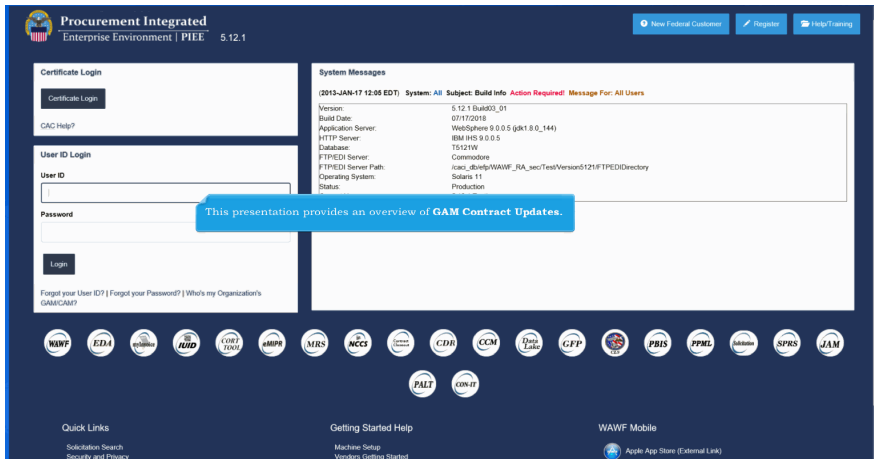 Procurement Integrated
Enterprise Environment | PIEE 5.12.1
New Federal Customer
Register
Help/Training
Certificate Login
Certificate Login
CAC Help?
User ID Login
User ID
Password
Login
Forgot your User ID? | Forgot your Password? | Who's my Organization's
GAM/CAM?
System Messages
(2013-JAN-17 12:05 EDT) System: All Subject: Build Info Action Required! Message For: All Users
Version: 5.12.1 Build03_01
Build Date: 07/17/2018
Application Server: WebSphere 9.0.0.5 (jdk1.8.0_144)
HTTP Server: IBM IHS 9.0.0.5
Database: T5121W
FTP/EDI Server: Commodore
FTP/EDI Server Path: /caci_db/efp/WAWF_RA_sec/Test/Version5121/FTPEDIDirectory
Operating System: Solaris 11
Status: Production
This presentation provides an overview of GAM Contract Updates.
WAWF
EDA
myInvoice
IUID
CORT
TOOL
eMIPR
MRS
NCCS
Contract
Closeout
CDR
CCM
Data
Lake
GFP
PBIS
PPML
Solicitation
SPRS
JAM
PALT
CON-IT
Quick Links
Getting Started Help
WAWF Mobile
Solicitation Search
Machine Setup
Apple App Store (External Link)
Security and Privacy
Vendors Getting Started